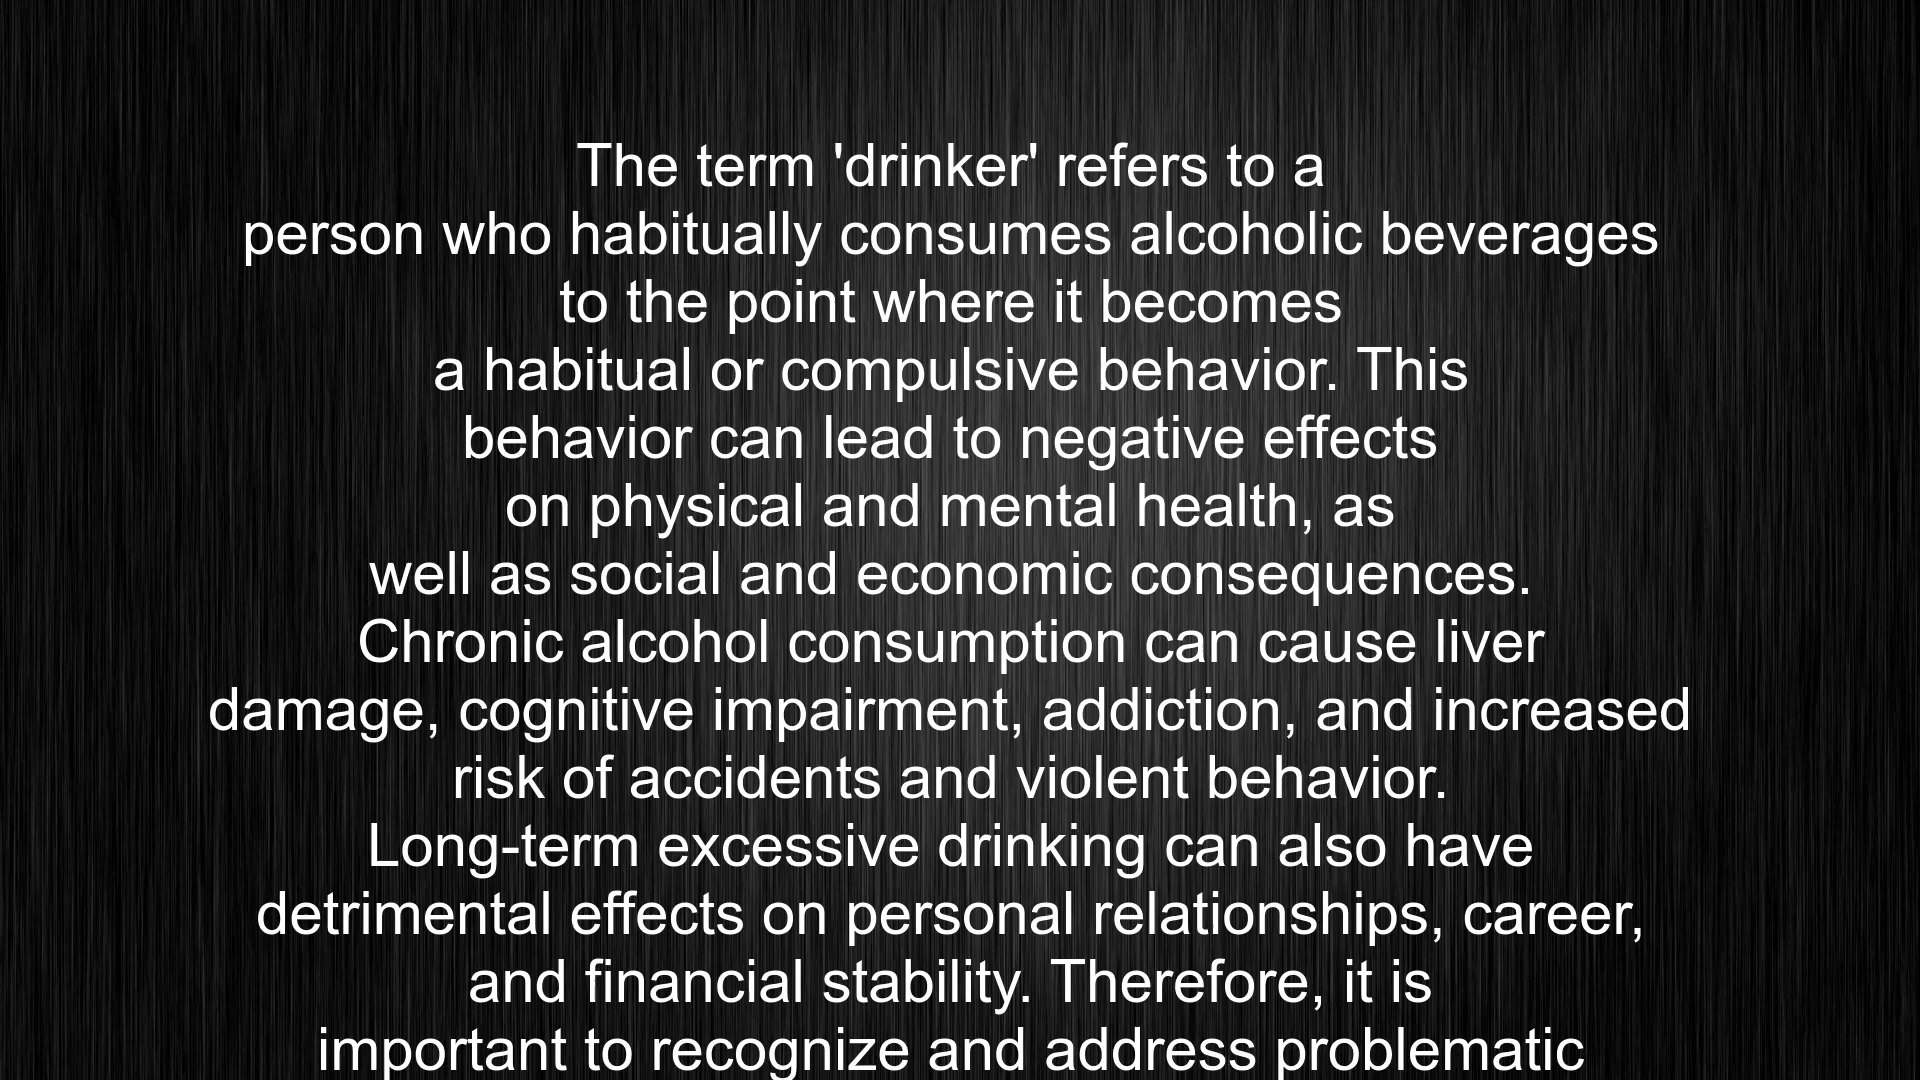 The term 'drinker' refers to a
person who habitually consumes alcoholic beverages
to the point where it becomes
a habitual or compulsive behavior. This
behavior can lead to negative effects
on physical and mental health, as
well as social and economic consequences.
Chronic alcohol consumption can cause liver
damage, cognitive impairment, addiction, and increased
risk of accidents and violent behavior.
Long-term excessive drinking can also have
detrimental effects on personal relationships, career,
and financial stability. Therefore, it is
important to recognize and address problematic